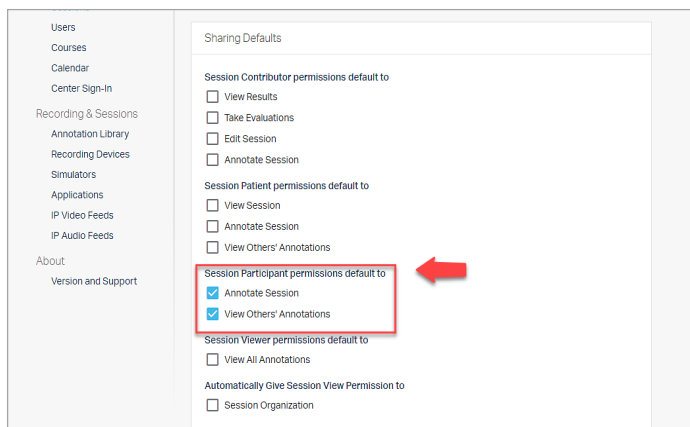 Users
Courses
Calendar
Center Sign-In
Recording & Sessions
Annotation Library
Recording Devices
Simulators
Applications
IP Video Feeds
IP Audio Feeds
About
Version and Support
Sharing Defaults
Session Contributor permissions default to
View Results
Take Evaluations
Edit Session
Annotate Session
Session Patient permissions default to
View Session
Annotate Session
View Others' Annotations
Session Participant permissions default to
Annotate Session
View Others' Annotations
Session Viewer permissions default to
View All Annotations
Automatically Give Session View Permission to
Session Organization